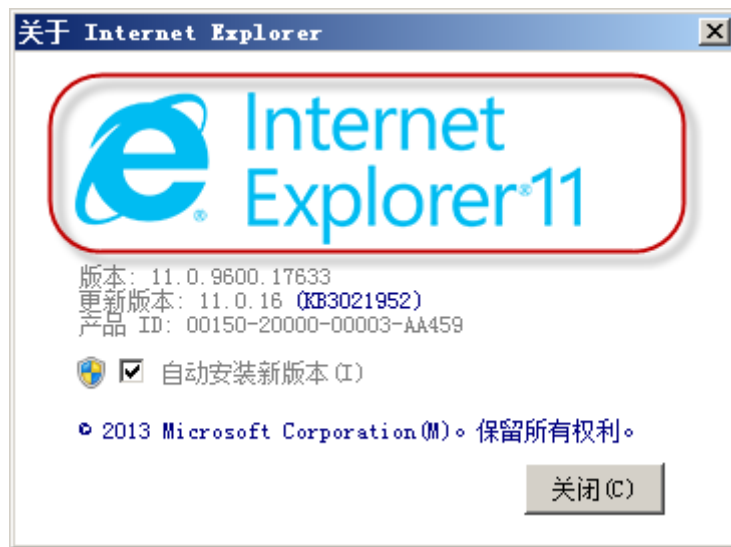 关于 Internet Explorer
Internet
Explorer®11
版本: 11.0.9600.17633
更新版本: 11.0.16 (KB3021952)
产品 ID: 00150-20000-00003-AA459
自动安装新版本(I)
© 2013 Microsoft Corporation(M)。保留所有权利。
关闭(C)